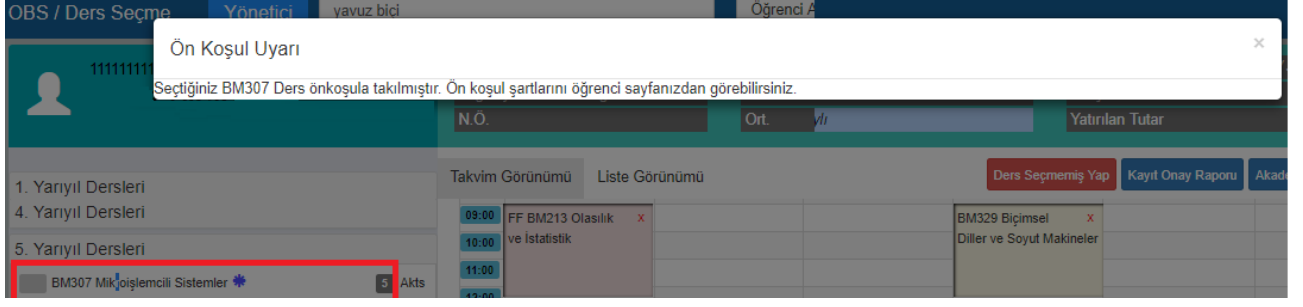 OBS / Ders Seçme
Yönetici
yavuz biçi
Öğrenci A
Ön Koşul Uyarı
×
Seçtiğiniz BM307 Ders önkoşula takılmıştır. Ön koşul şartlarını öğrenci sayfanızdan görebilirsiniz.
N.Ö.
Ort.
Yatırılan Tutar
1. Yarıyıl Dersleri
4. Yarıyıl Dersleri
5. Yarıyıl Dersleri
BM307 Mikroişlemcili Sistemler
5 Akts
Takvim Görünümü
Liste Görünümü
Ders Seçmemiş Yap
Kayıt Onay Raporu
Akade
09:00
10:00
11:00
12:00
FF BM213 Olasılık x
ve İstatistik
BM329 Biçimsel x
Diller ve Soyut Makineler